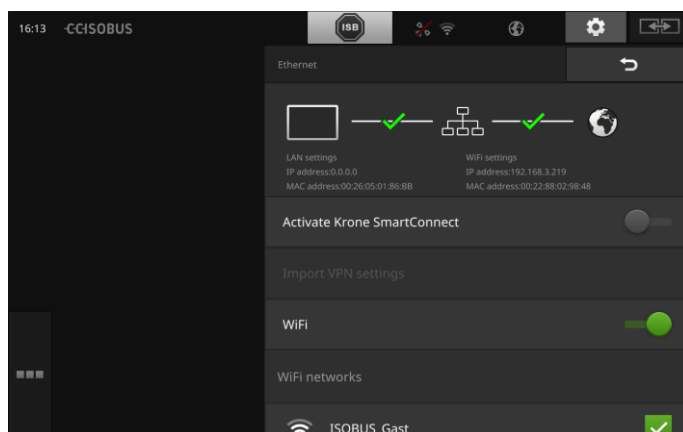 16:13 CCISOBUS ISB
Ethernet
LAN settings
IP address:0.0.0.0
MAC address:00:26:05:01:86:BB
WiFi settings
IP address:192.168.3.219
MAC address:00:22:88:02:98:48
Activate Krone SmartConnect
Import VPN settings
WiFi
WiFi networks
ISOBUS_Gast